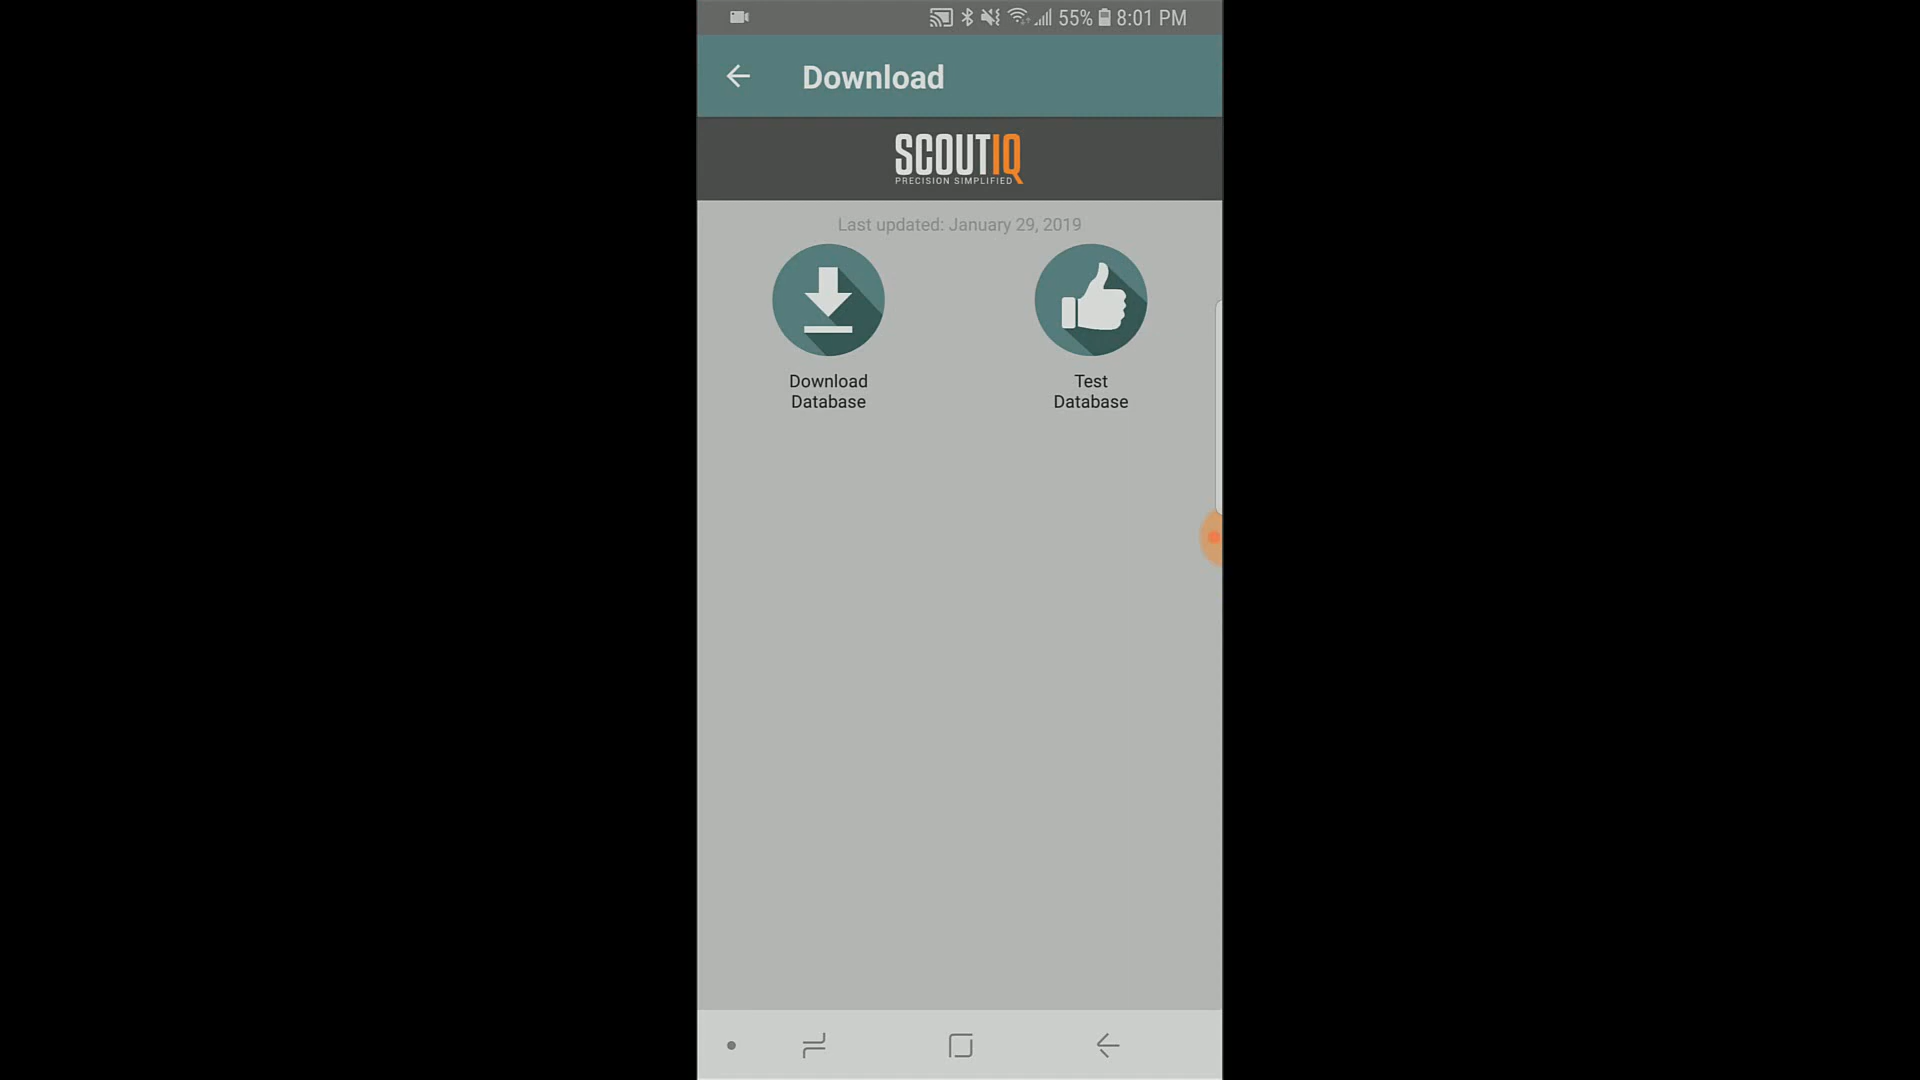 55% 8:01 PM
Download
SCOUTIQ
PRECISION SIMPLIFIED
Last updated: January 29, 2019
Download
Database
Test
Database